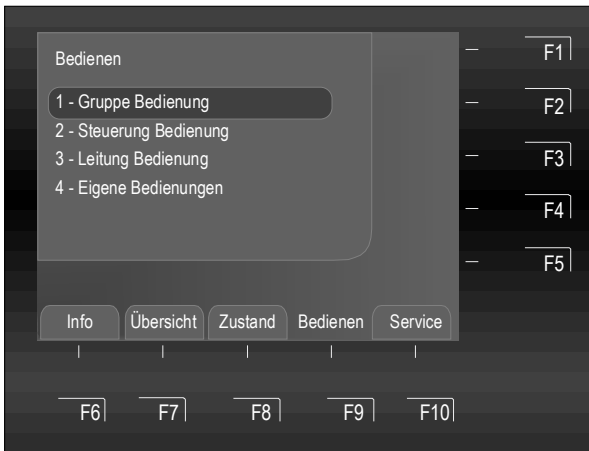 Bedienen
1 - Gruppe Bedienung
2 - Steuerung Bedienung
3 - Leitung Bedienung
4 - Eigene Bedienungen
F1
F2
F3
F4
F5
Info Übersicht Zustand Bedienen Service
F6 F7 F8 F9 F10